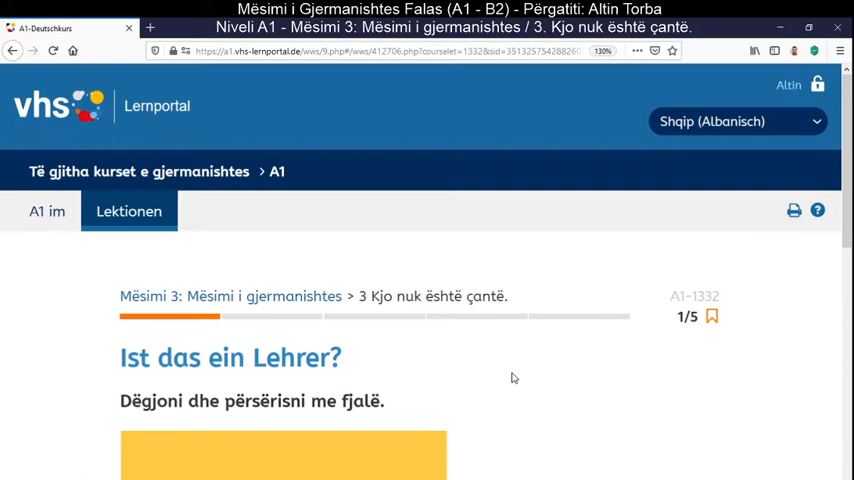 Mësimi i Gjermanishtes Falas (A1 - B2) - Përgatiti: Altin Torba
Niveli A1 - Mësimi 3: Mësimi i gjermanishtes / 3. Kjo nuk është çantë.
A1-Deutschkurs
https://a1.vhs-lernportal.de/wws/9.php#/wws/412706.php?courselet=1332&sid=35132575428826
130%
Altin
vhs Lernportal
Shqip (Albanisch)
Të gjitha kurset e gjermanishtes > A1
A1 im
Lektionen
Mësimi 3: Mësimi i gjermanishtes > 3 Kjo nuk është çantë.
A1-1332
1/5
Ist das ein Lehrer?
Dëgjoni dhe përsërisni me fjalë.